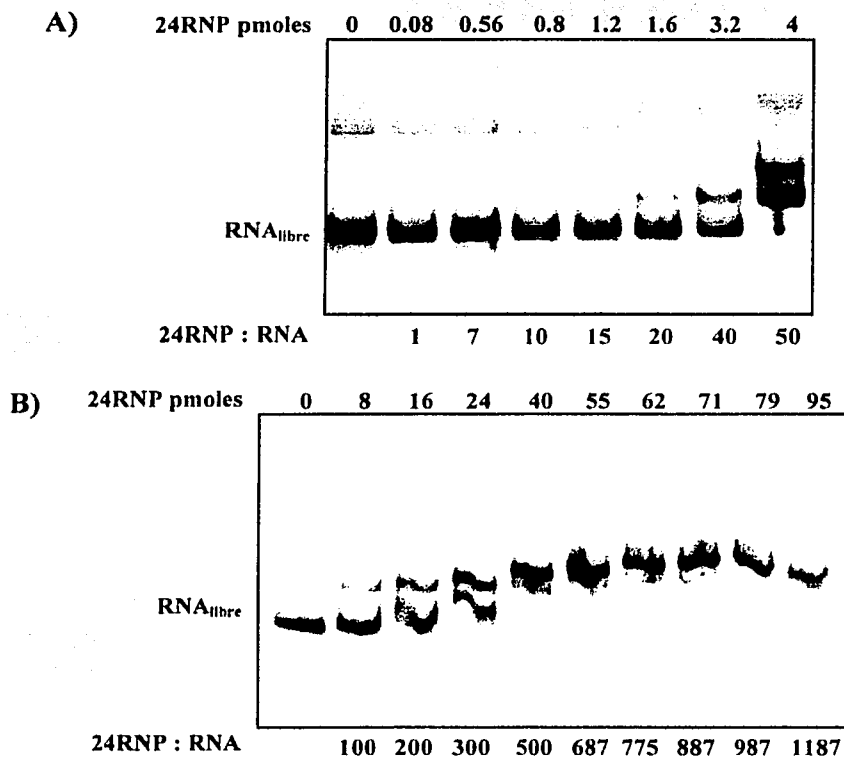 A)
24RNP pmoles 0 0.08 0.56 0.8 1.2 1.6 3.2 4
RNA_libre
24RNP : RNA 1 7 10 15 20 40 50
B)
24RNP pmoles 0 8 16 24 40 55 62 71 79 95
RNA_libre
24RNP : RNA 100 200 300 500 687 775 887 987 1187